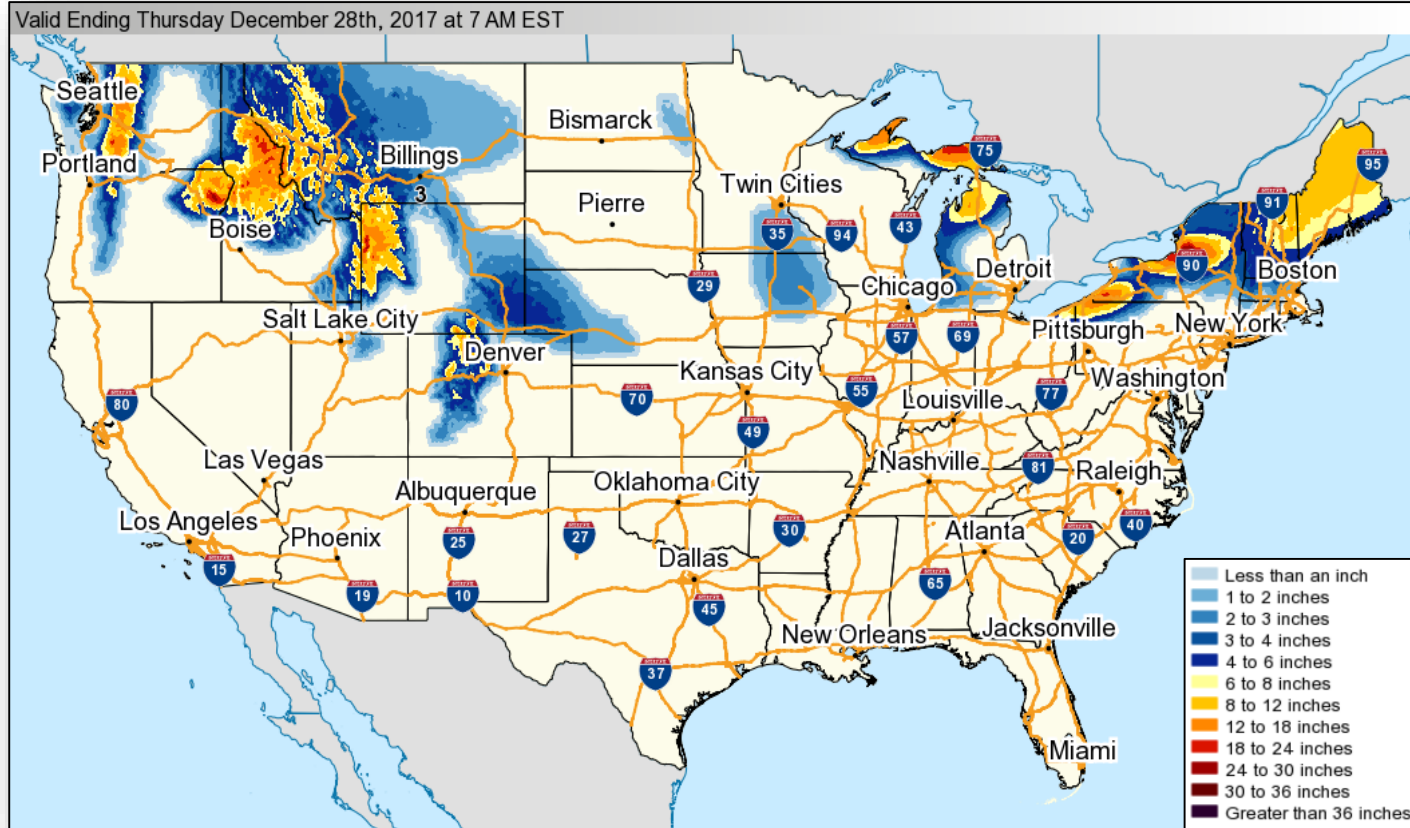 Valid Ending Thursday December 28th, 2017 at 7 AM EST
Seattle
Portland
Billings
3
Bismarck
Boise
Pierre
Twin Cities
75
95
91
35
94
43
90
Boston
29
Chicago
Detroit
Salt Lake City
Denver
57
69
Pittsburgh
New York
80
70
Kansas City
55
Louisville
77
Washington
49
Las Vegas
Albuquerque
Oklahoma City
Nashville
81
Raleigh
Los Angeles
Phoenix
25
27
30
Atlanta
20
40
15
19
10
Dallas
45
65
New Orleans
Jacksonville
37
Miami
Less than an inch
1 to 2 inches
2 to 3 inches
3 to 4 inches
4 to 6 inches
6 to 8 inches
8 to 12 inches
12 to 18 inches
18 to 24 inches
24 to 30 inches
30 to 36 inches
Greater than 36 inches